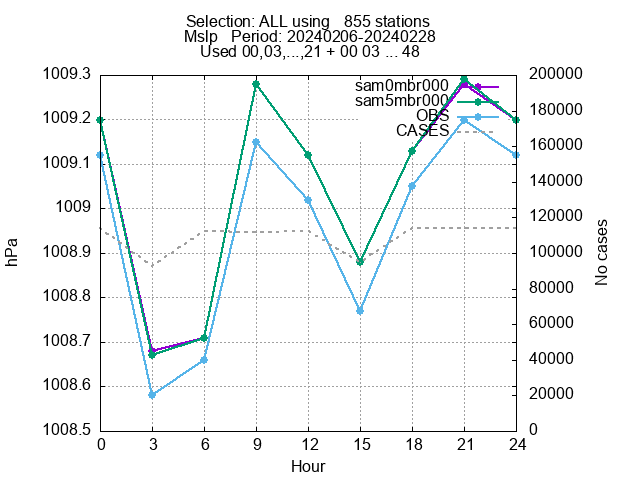 Selection: ALL using   855 stations
Mslp   Period: 20240206-20240228
Used 00,03,...,21 + 00 03 ... 48
1009.3
1009.2
1009.1
1009
1008.9
1008.8
1008.7
1008.6
1008.5
hPa
sam0mbr000
sam5mbr000
OBS
CASES
200000
180000
160000
140000
120000
100000
80000
60000
40000
20000
0
No cases
0 3 6 9 12 15 18 21 24
Hour